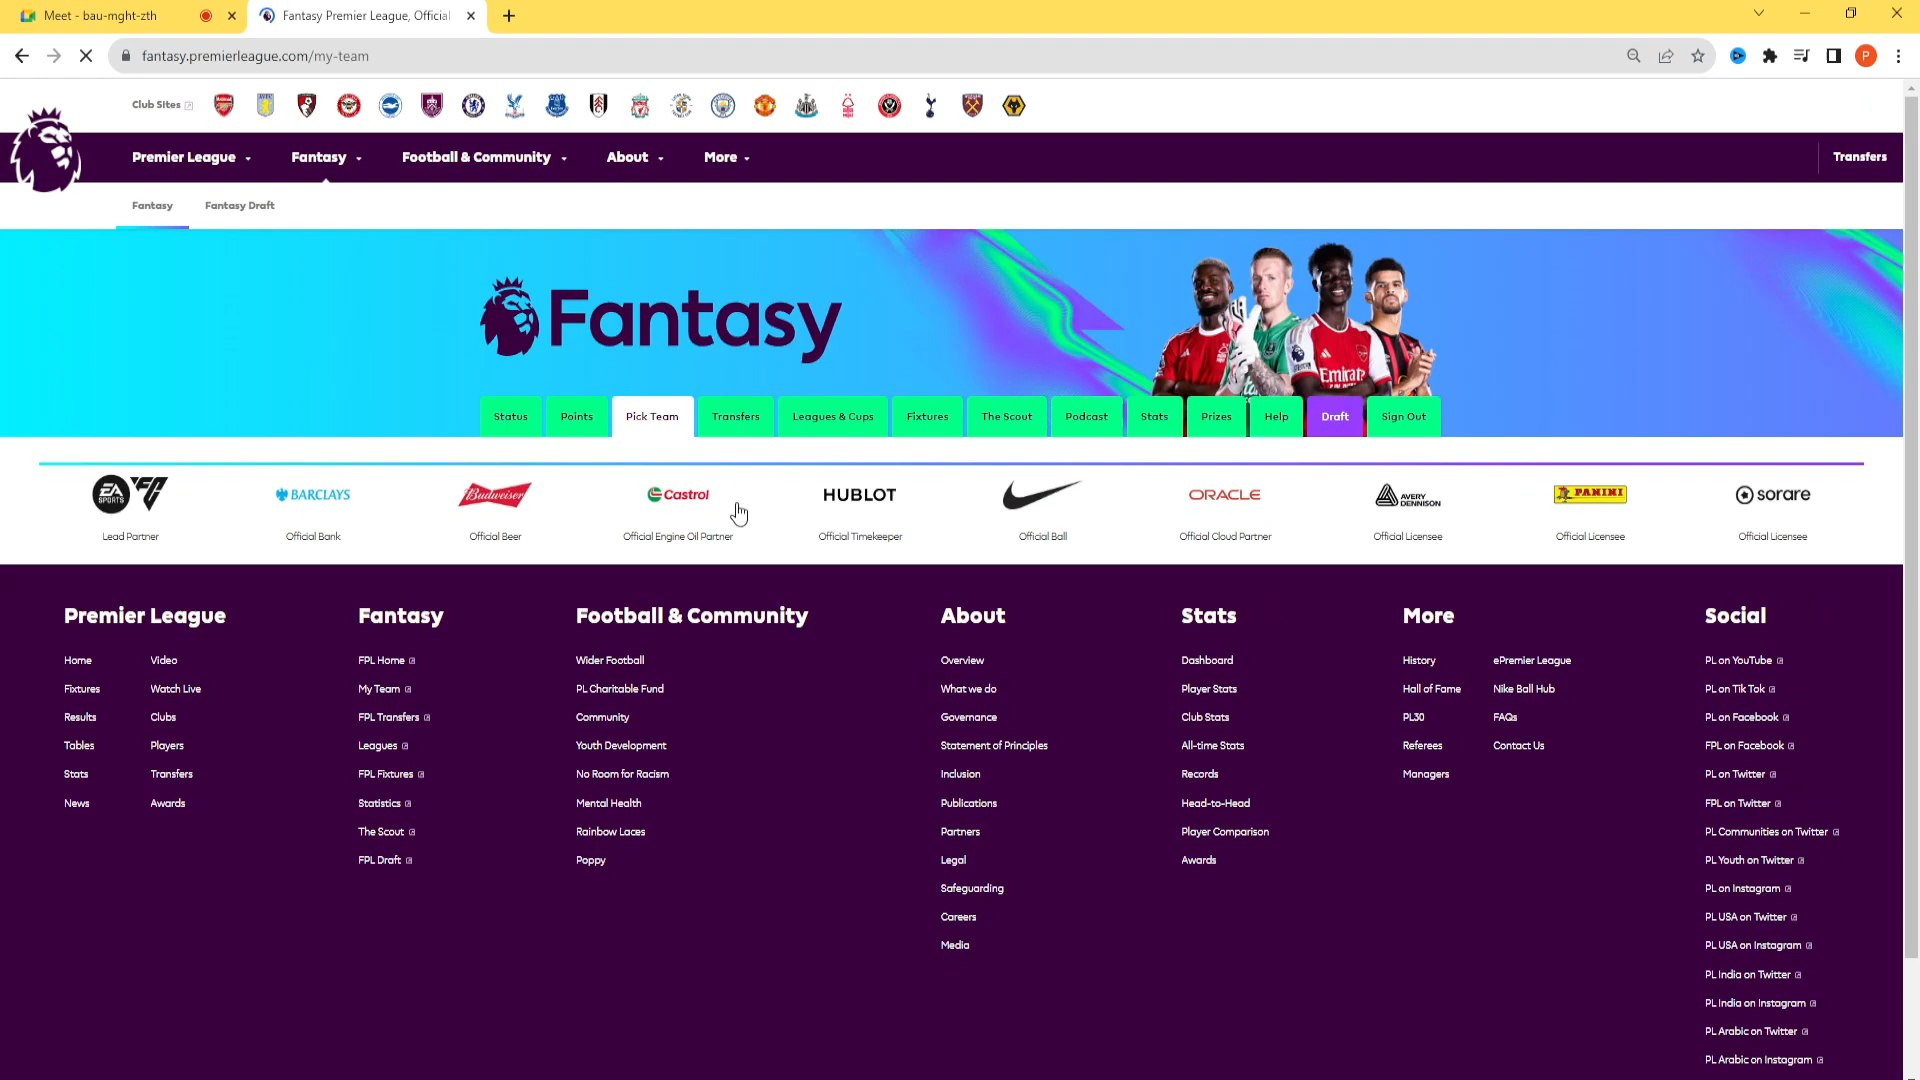 Meet - bau-mght-zth
Fantasy Premier League, Official
fantasy.premierleague.com/my-team
P
Club Sites
Premier League
Fantasy
Football & Community
About
More
Transfers
Fantasy
Fantasy Draft
Fantasy
Emirates
Status
Points
Pick Team
Transfers
Leagues & Cups
Fixtures
The Scout
Podcast
Stats
Prizes
Help
Draft
Sign Out
EA SPORTS FC
BARCLAYS
Budweiser
Castrol
HUBLOT
ORACLE
AVERY DENNISON
PANINI
sorare
Lead Partner
Official Bank
Official Beer
Official Engine Oil Partner
Official Timekeeper
Official Ball
Official Cloud Partner
Official Licensee
Official Licensee
Official Licensee
Premier League
Home
Fixtures
Results
Tables
Stats
News
Video
Watch Live
Clubs
Players
Transfers
Awards
Fantasy
FPL Home
My Team
FPL Transfers
Leagues
FPL Fixtures
Statistics
The Scout
FPL Draft
Football & Community
Wider Football
PL Charitable Fund
Community
Youth Development
No Room for Racism
Mental Health
Rainbow Laces
Poppy
About
Overview
What we do
Governance
Statement of Principles
Inclusion
Publications
Partners
Legal
Safeguarding
Careers
Media
Stats
Dashboard
Player Stats
Club Stats
All-time Stats
Records
Head-to-Head
Player Comparison
Awards
More
History
Hall of Fame
PL30
Referees
Managers
ePremier League
Nike Ball Hub
FAQs
Contact Us
Social
PL on YouTube
PL on Tik Tok
PL on Facebook
FPL on Facebook
PL on Twitter
FPL on Twitter
PL Communities on Twitter
PL Youth on Twitter
PL on Instagram
PL USA on Twitter
PL USA on Instagram
PL India on Twitter
PL India on Instagram
PL Arabic on Twitter
PL Arabic on Instagram